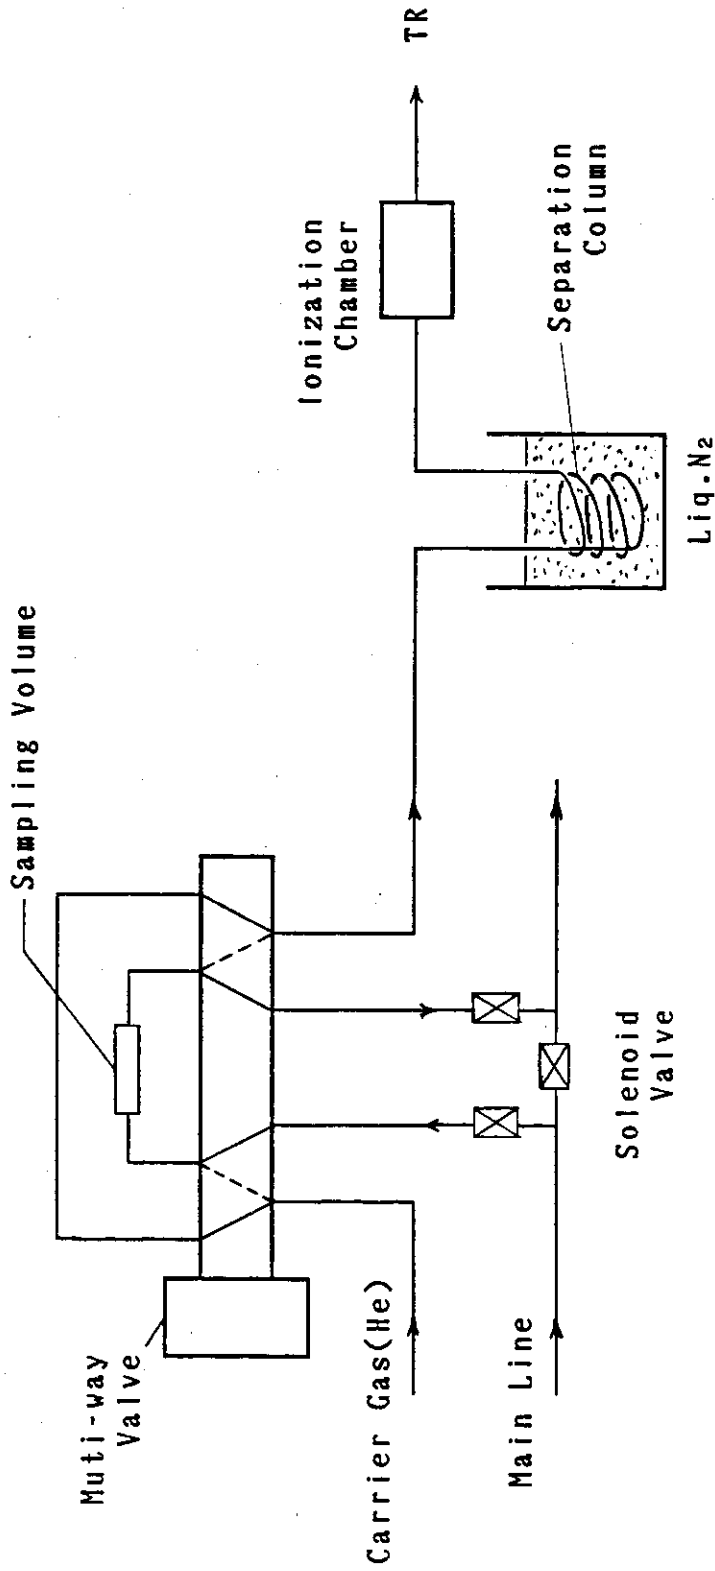 Sampling Volume
Muti-way
Valve
Ionization
Chamber
TR
Carrier Gas(He)
Separation
Column
Main Line
Solenoid
Valve
Liq.N₂